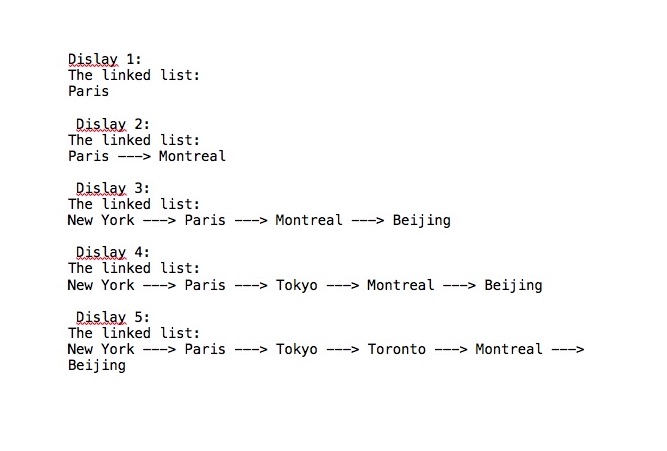 Dislay 1:
The linked list:
Paris
Dislay 2:
The linked list:
Paris ---> Montreal
Dislay 3:
The linked list:
New York ---> Paris ---> Montreal ---> Beijing
Dislay 4:
The linked list:
New York ---> Paris ---> Tokyo ---> Montreal ---> Beijing
Dislay 5:
The linked list:
New York ---> Paris ---> Tokyo ---> Toronto ---> Montreal --->
Beijing